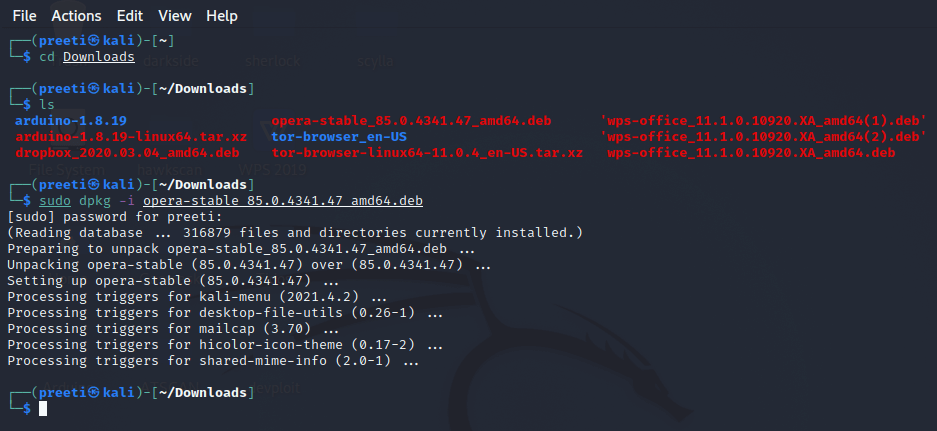 File Actions Edit View Help
┌──(preeti㉿kali)-[~]
└─$ cd Downloads
┌──(preeti㉿kali)-[~/Downloads]
└─$ ls
arduino-1.8.19 opera-stable_85.0.4341.47_amd64.deb 'wps-office_11.1.0.10920.XA_amd64(1).deb'
arduino-1.8.19-linux64.tar.xz tor-browser_en-US 'wps-office_11.1.0.10920.XA_amd64(2).deb'
dropbox_2020.03.04_amd64.deb tor-browser-linux64-11.0.4_en-US.tar.xz wps-office_11.1.0.10920.XA_amd64.deb
┌──(preeti㉿kali)-[~/Downloads]
└─$ sudo dpkg -i opera-stable_85.0.4341.47_amd64.deb
[sudo] password for preeti:
(Reading database ... 316879 files and directories currently installed.)
Preparing to unpack opera-stable_85.0.4341.47_amd64.deb ...
Unpacking opera-stable (85.0.4341.47) over (85.0.4341.47) ...
Setting up opera-stable (85.0.4341.47) ...
Processing triggers for kali-menu (2021.4.2) ...
Processing triggers for desktop-file-utils (0.26-1) ...
Processing triggers for mailcap (3.70) ...
Processing triggers for hicolor-icon-theme (0.17-2) ...
Processing triggers for shared-mime-info (2.0-1) ...
┌──(preeti㉿kali)-[~/Downloads]
└─$
darkside sherlock scylla
File System hawkscan WPS 2019